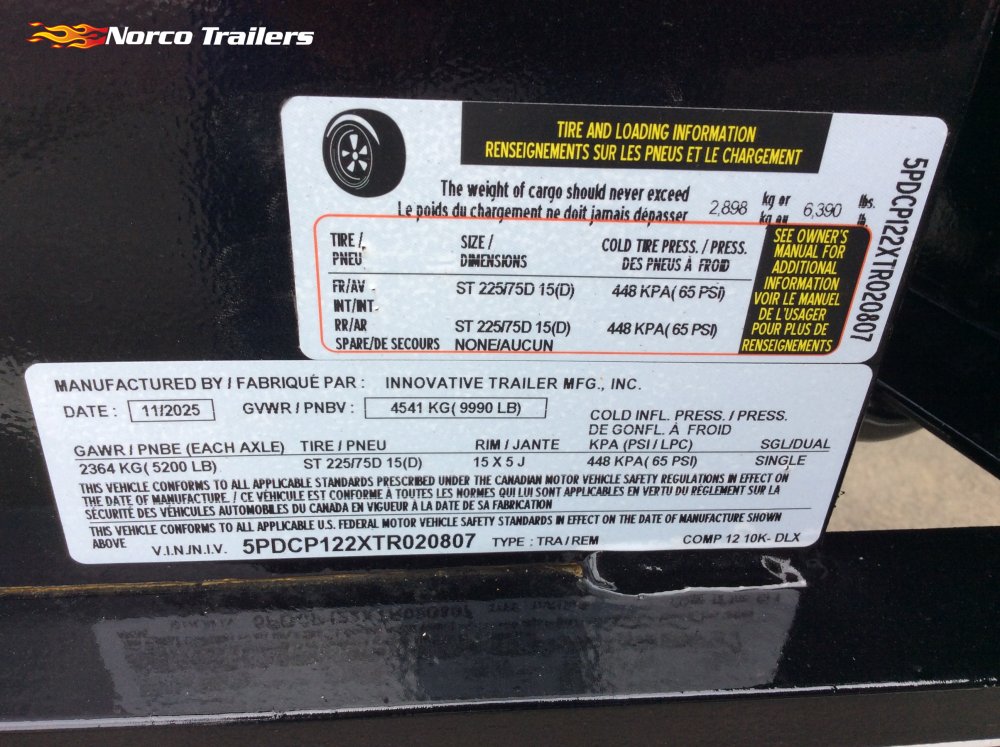 Norco Trailers
TIRE AND LOADING INFORMATION
RENSEIGNEMENTS SUR LES PNEUS ET LE CHARGEMENT
The weight of cargo should never exceed
Le poids du chargement ne doit jamais dépasser
2,898 kg or 6,390 lbs.
kg ou lb.
TIRE / SIZE / COLD TIRE PRESS. / PRESS.
PNEU DIMENSIONS DES PNEUS À FROID
FR/AV ST 225/75D 15(D) 448 KPA( 65 PSI)
INT/INT
RR/AR ST 225/75D 15(D) 448 KPA( 65 PSI)
SPARE/DE SECOURS NONE/AUCUN
SEE OWNER'S
MANUAL FOR
ADDITIONAL
INFORMATION
VOIR LE MANUEL
DE L'USAGER
POUR PLUS DE
RENSEIGNEMENTS
5PDCP122XTR020807
MANUFACTURED BY / FABRIQUÉ PAR : INNOVATIVE TRAILER MFG., INC.
DATE : 11/2025 GVWR / PNBV : 4541 KG( 9990 LB)
COLD INFL. PRESS. / PRESS.
DE GONFL. À FROID
GAWR / PNBE (EACH AXLE) TIRE / PNEU RIM / JANTE KPA (PSI / LPC) SGL/DUAL
2364 KG( 5200 LB) ST 225/75D 15(D) 15 X 5 J 448 KPA( 65 PSI) SINGLE
THIS VEHICLE CONFORMS TO ALL APPLICABLE STANDARDS PRESCRIBED UNDER THE CANADIAN MOTOR VEHICLE SAFETY REGULATIONS IN EFFECT ON
THE DATE OF MANUFACTURE. / CE VÉHICULE EST CONFORME À TOUTES LES NORMES QUI LUI SONT APPLICABLES EN VERTU DU RÈGLEMENT SUR LA
SÉCURITÉ DES VÉHICULES AUTOMOBILES DU CANADA EN VIGUEUR À LA DATE DE SA FABRICATION
THIS VEHICLE CONFORMS TO ALL APPLICABLE U.S. FEDERAL MOTOR VEHICLE SAFETY STANDARDS IN EFFECT ON THE DATE OF MANUFACTURE SHOWN
ABOVE
V.I.N./N.I.V. 5PDCP122XTR020807 TYPE : TRA / REM COMP 12 10K- DLX